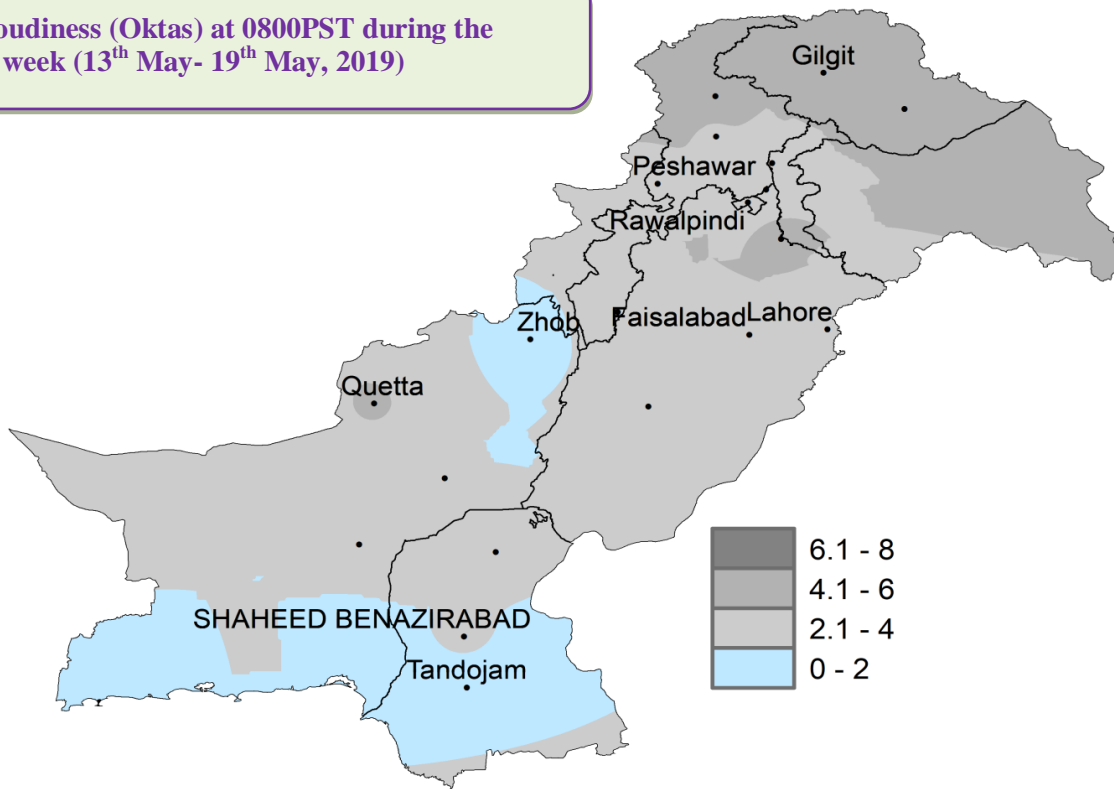 oudiness (Oktas) at 0800PST during the
week (13th May- 19th May, 2019)
Gilgit
Peshawar
Rawalpindi
Zhob
Faisalabad
Lahore
Quetta
SHAHEED BENAZIRABAD
Tandojam
6.1 - 8
4.1 - 6
2.1 - 4
0 - 2